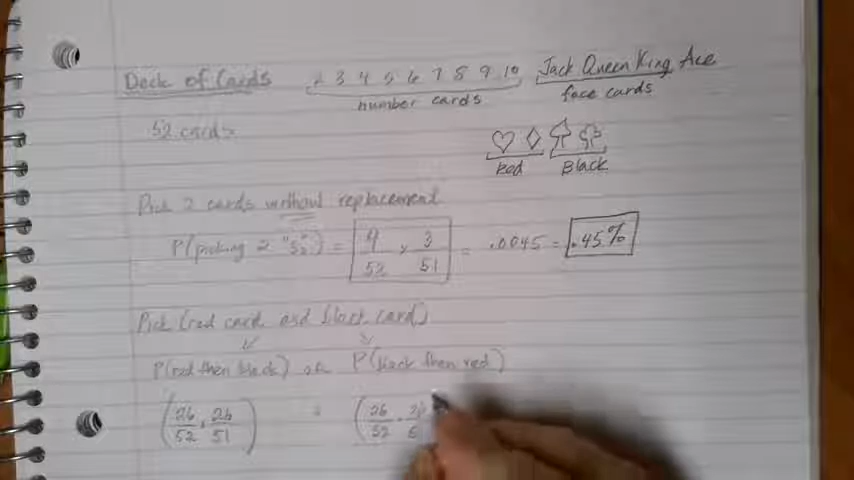 Deck of Cards 2 3 4 5 6 7 8 9 10 Jack Queen King Ace
number cards face cards
52 cards
Red Black
Pick 2 cards without replacement
P(picking 2 "5s") = 4/52 × 3/51 = .0045 = .45%
Pick (red card and black card)
P(red then black) or P(black then red)
(26/52 · 26/51) (26/52 ·